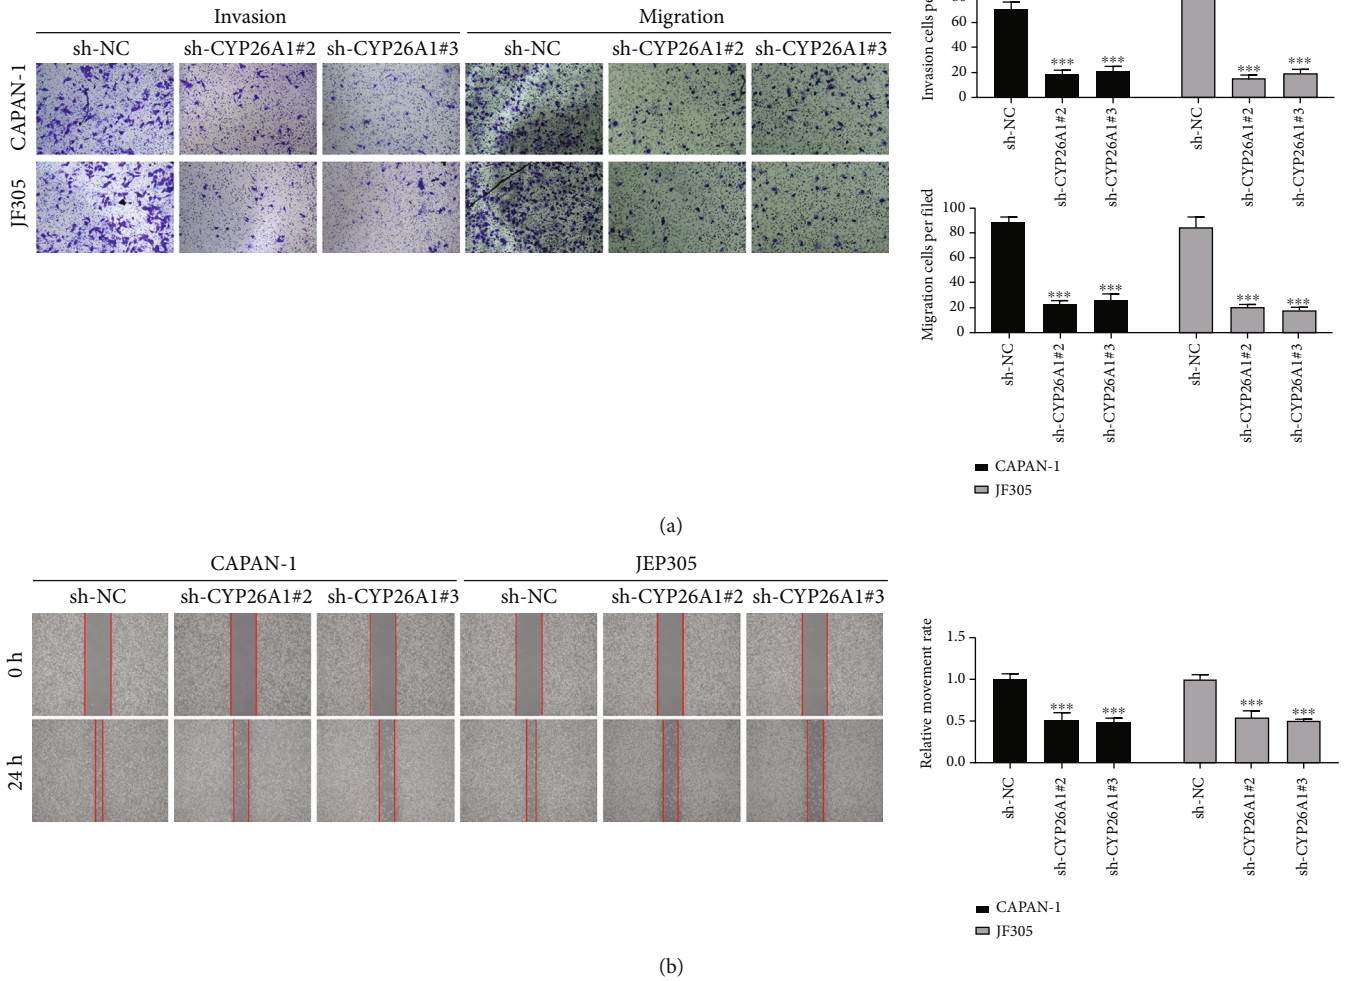 Invasion Migration
sh-NC sh-CYP26A1#2 sh-CYP26A1#3 sh-NC sh-CYP26A1#2 sh-CYP26A1#3
CAPAN-1
JF305
Invasion cells
60
40
20
0
*** *** *** ***
sh-NC sh-CYP26A1#2 sh-CYP26A1#3 sh-NC sh-CYP26A1#2 sh-CYP26A1#3
Migration cells per filed
100
80
60
40
20
0
*** *** *** ***
sh-NC sh-CYP26A1#2 sh-CYP26A1#3 sh-NC sh-CYP26A1#2 sh-CYP26A1#3
CAPAN-1
JF305
(a)
CAPAN-1 JEP305
sh-NC sh-CYP26A1#2 sh-CYP26A1#3 sh-NC sh-CYP26A1#2 sh-CYP26A1#3
0 h
24 h
Relative movement rate
1.5
1.0
0.5
0.0
*** *** *** ***
sh-NC sh-CYP26A1#2 sh-CYP26A1#3 sh-NC sh-CYP26A1#2 sh-CYP26A1#3
CAPAN-1
JF305
(b)